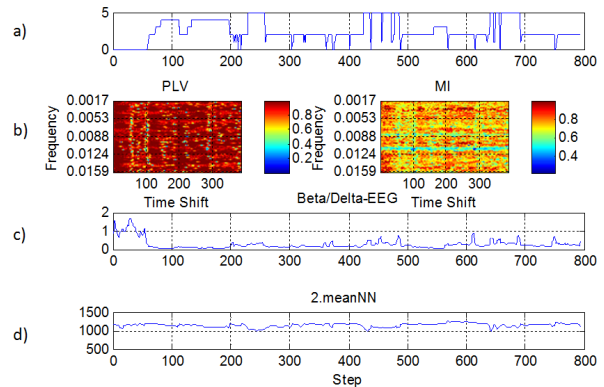 a)
5
0
0 100 200 300 400 500 600 700 800
PLV MI
b)
Frequency
0.0017
0.0053
0.0088
0.0124
0.0159
100 200 300
Time Shift
0.8
0.6
0.4
0.2
Frequency
0.0017
0.0053
0.0088
0.0124
0.0159
100 200 300
Time Shift
0.8
0.6
0.4
Beta/Delta-EEG
c)
2
1
0
0 100 200 300 400 500 600 700 800
2.meanNN
d)
1500
1000
500
0 100 200 300 400 500 600 700 800
Step